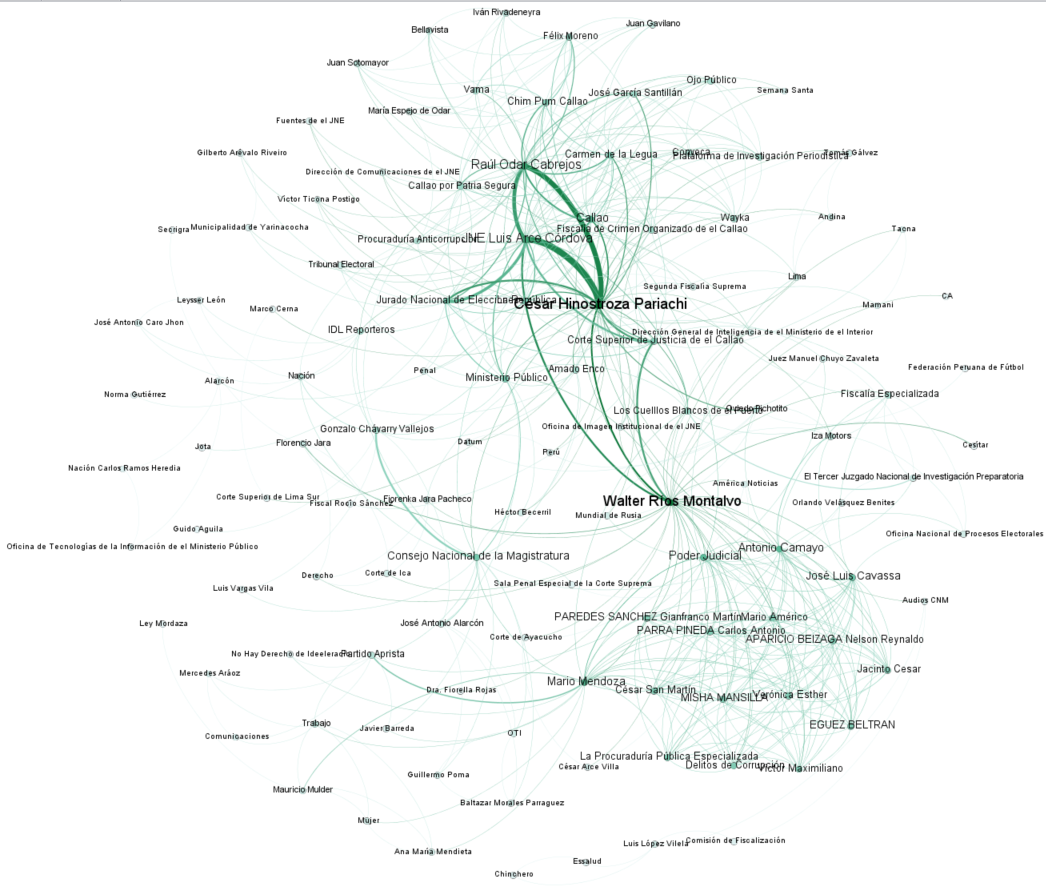 Iván Rivadeneyra
Juan Gavilano
Bellavista
Félix Moreno
Juan Sotomayor
Ojo Público
Vama
José García Santillán
Semana Santa
Chim Pum Callao
María Espejo de Odar
Fuentes de el JNE
Gilberto Arévalo Riveiro
Carmen de la Legua
Plataforma de Investigación Periodística
Tomás Gálvez
Raúl Odar Cabrejos
Dirección de Comunicaciones de el JNE
Callao por Patria Segura
Víctor Ticona Postigo
Callao
Wayka
Andina
Secigra
Municipalidad de Yarinacocha
Fiscalía de Crimen Organizado de el Callao
Tacna
Procuraduría Anticorrupción
JNE Luis Arce Córdova
Tribunal Electoral
Lima
Segunda Fiscalía Suprema
Leysser León
Jurado Nacional de Elecciones
La República
César Hinostroza Pariachi
CA
Mamani
Marco Cerna
José Antonio Caro Jhon
IDL Reporteros
Dirección General de Inteligencia de el Ministerio de el Interior
Corte Superior de Justicia de el Callao
Juez Manuel Chuyo Zavaleta
Federación Peruana de Fútbol
Penal
Amado Enco
Nación
Ministerio Público
Alarcón
Norma Gutiérrez
Fiscalía Especializada
Los Cuelllos Blancos de el Puerto
Gonzalo Chávarry Vallejos
Oficina de Imagen Institucional de el JNE
Iza Motors
Florencio Jara
Datum
Jota
Cesitar
Perú
Nación Carlos Ramos Heredia
El Tercer Juzgado Nacional de Investigación Preparatoria
América Noticias
Corte Superior de Lima Sur
Fiscal Rocío Sánchez
Fiorenka Jara Pacheco
Walter Ríos Montalvo
Orlando Velásquez Benites
Héctor Becerril
Mundial de Rusia
Guido Aguila
Oficina Nacional de Procesos Electorales
Oficina de Tecnologías de la Información de el Ministerio Público
Antonio Camayo
Consejo Nacional de la Magistratura
Poder Judicial
Derecho
Corte de Ica
José Luis Cavassa
Sala Penal Especial de la Corte Suprema
Luis Vargas Vila
Audios CNM
PAREDES SANCHEZ Gianfranco Martín
Mario Américo
Ley Mordaza
José Antonio Alarcón
PARRA PINEDA Carlos Antonio
Corte de Ayacucho
APARICIO BEIZAGA Nelson Reynaldo
No Hay Derecho de Ideeleradio
Partido Aprista
Jacinto Cesar
Mercedes Aráoz
Mario Mendoza
Dra. Fiorella Rojas
César San Martín
MISHA MANSILLA
Verónica Esther
Trabajo
Javier Barreda
EGUEZ BELTRAN
OTI
Comunicaciones
La Procuraduría Pública Especializada
Delitos de Corrupción
César Arce Villa
Víctor Maximiliano
Guillermo Poma
Mauricio Mulder
Baltazar Morales Parraguez
Mujer
Luis López Vilela
Comisión de Fiscalización
Ana María Mendieta
Essalud
Chinchero